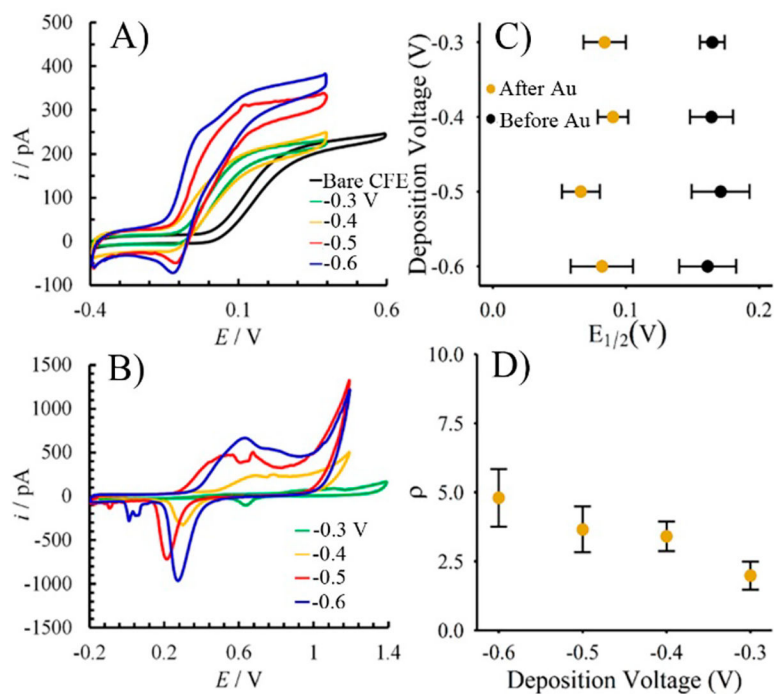 A)
500
400
300
200
100
0
-100
i / pA
Bare CFE
-0.3 V
-0.4
-0.5
-0.6
-0.4
0.1
0.6
E / V
C)
-0.3
-0.4
-0.5
-0.6
Deposition Voltage (V)
After Au
Before Au
0.0
0.1
0.2
E1/2(V)
B)
1500
1000
500
0
-500
-1000
-1500
i / pA
-0.3 V
-0.4
-0.5
-0.6
-0.2
0.2
0.6
1
1.4
E / V
D)
10.0
7.5
5.0
2.5
0.0
ρ
-0.6
-0.5
-0.4
-0.3
Deposition Voltage (V)